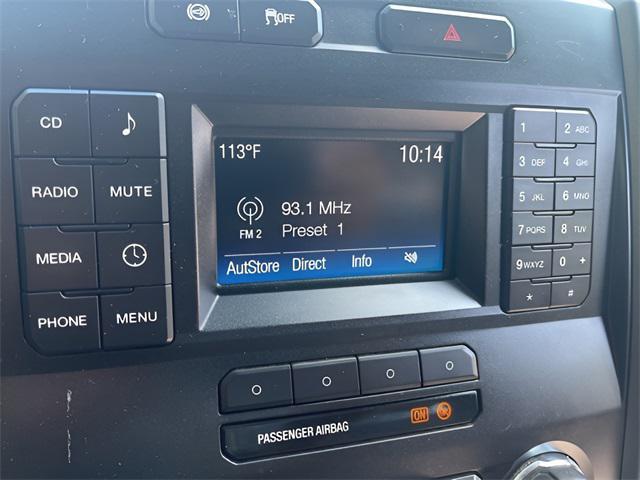 OFF
CD
RADIO MUTE
MEDIA
PHONE MENU
113°F 10:14
93.1 MHz
FM 2 Preset 1
AutoStore Direct Info
1 2 ABC
3 DEF 4 GHI
5 JKL 6 MNO
7 PQRS 8 TUV
9 WXYZ 0 +
* #
PASSENGER AIRBAG ON